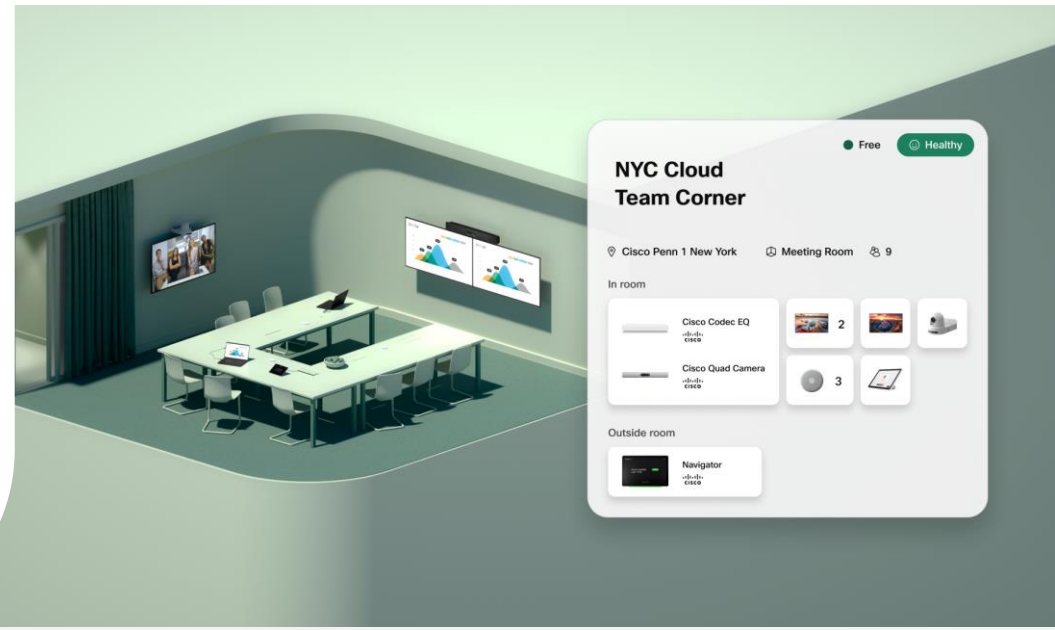 Free
Healthy
NYC Cloud
Team Corner
Cisco Penn 1 New York
Meeting Room
9
In room
Cisco Codec EQ
CISCO
2
Cisco Quad Camera
CISCO
3
Outside room
Navigator
CISCO